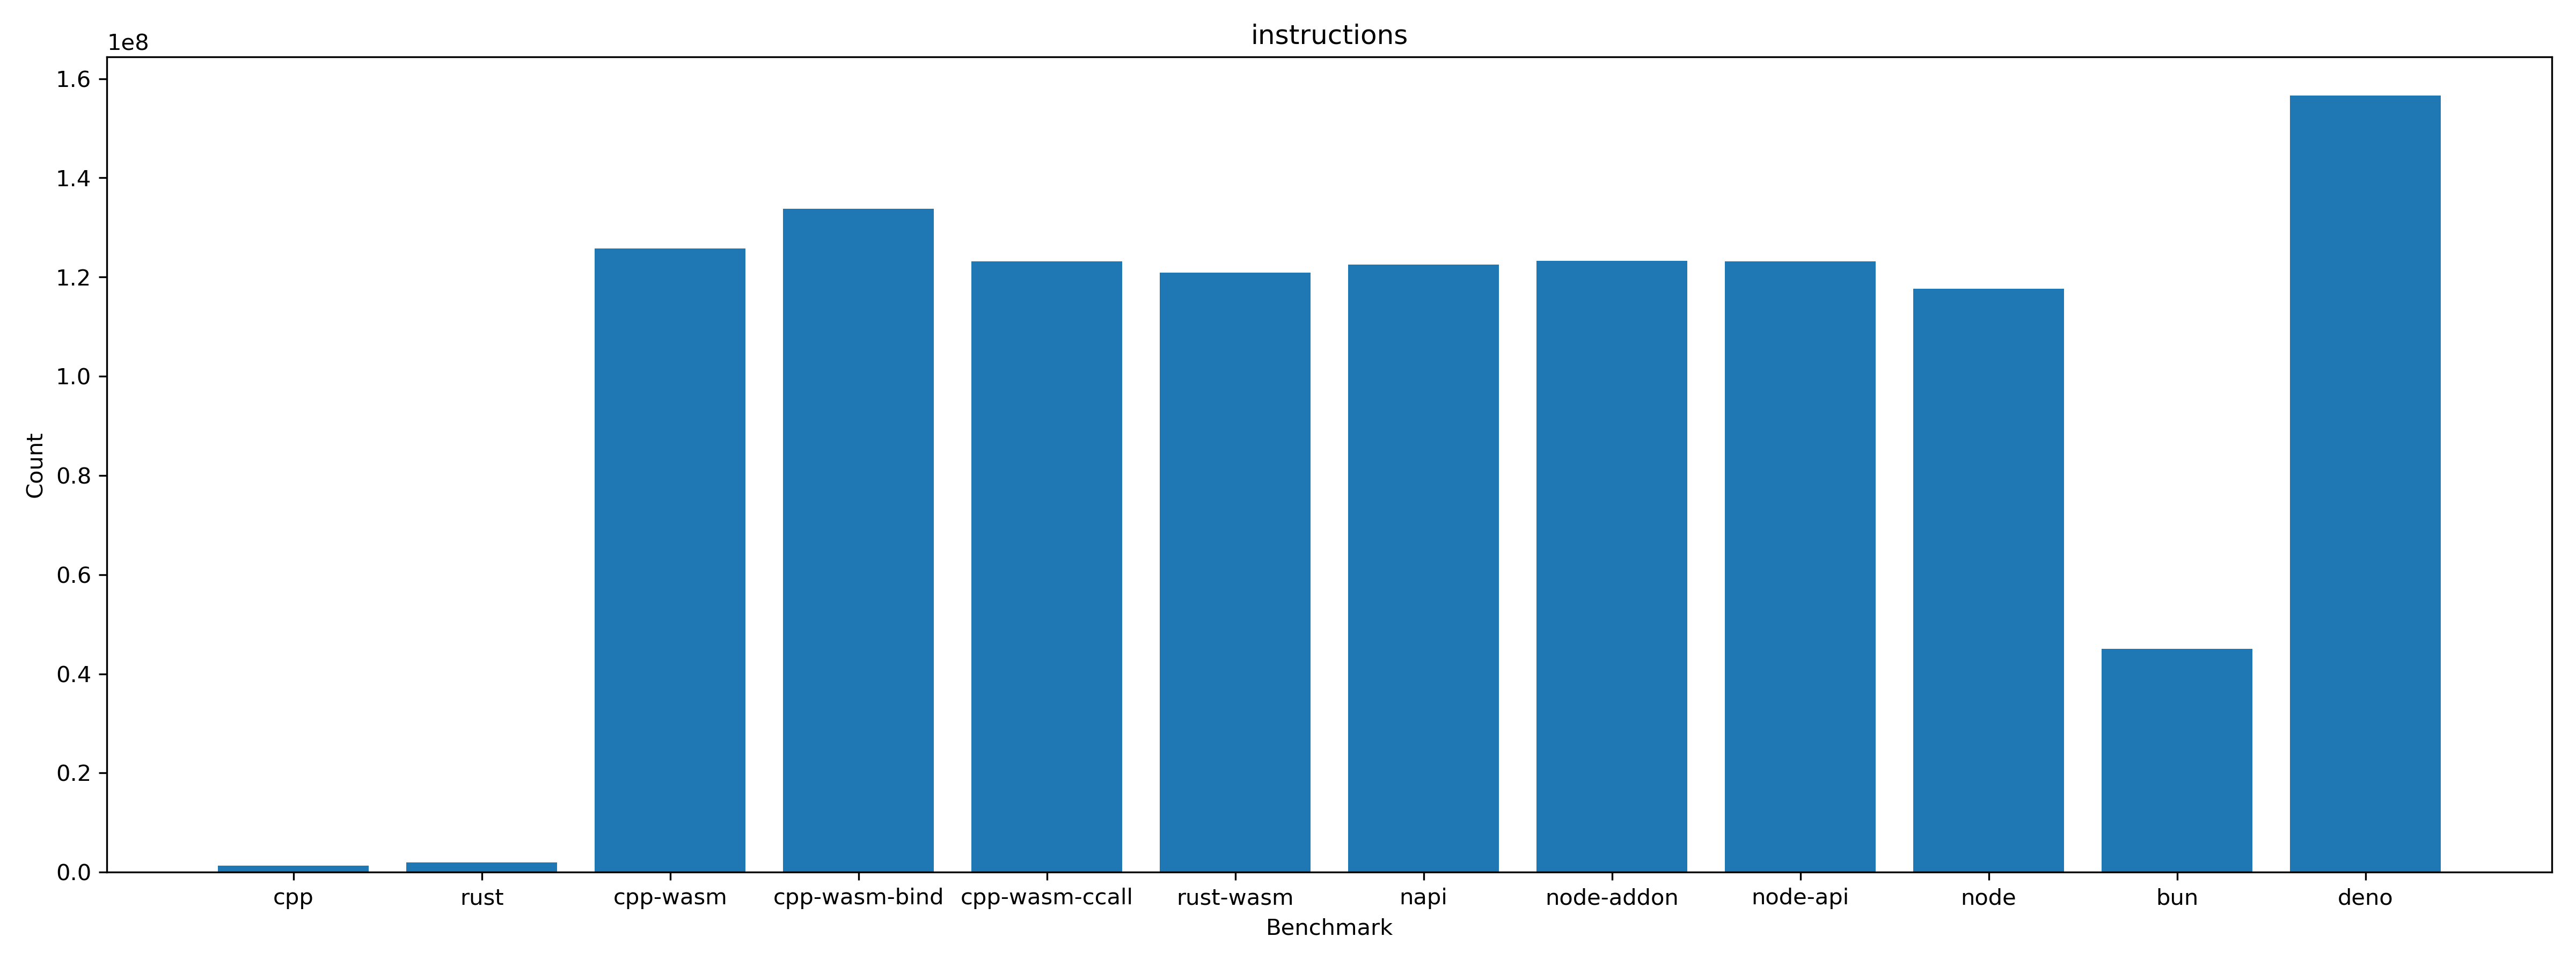 instructions
1e8
1.6
1.4
1.2
1.0
0.8
0.6
0.4
0.2
0.0
Count
cpp rust cpp-wasm cpp-wasm-bind cpp-wasm-ccall rust-wasm napi node-addon node-api node bun deno
Benchmark